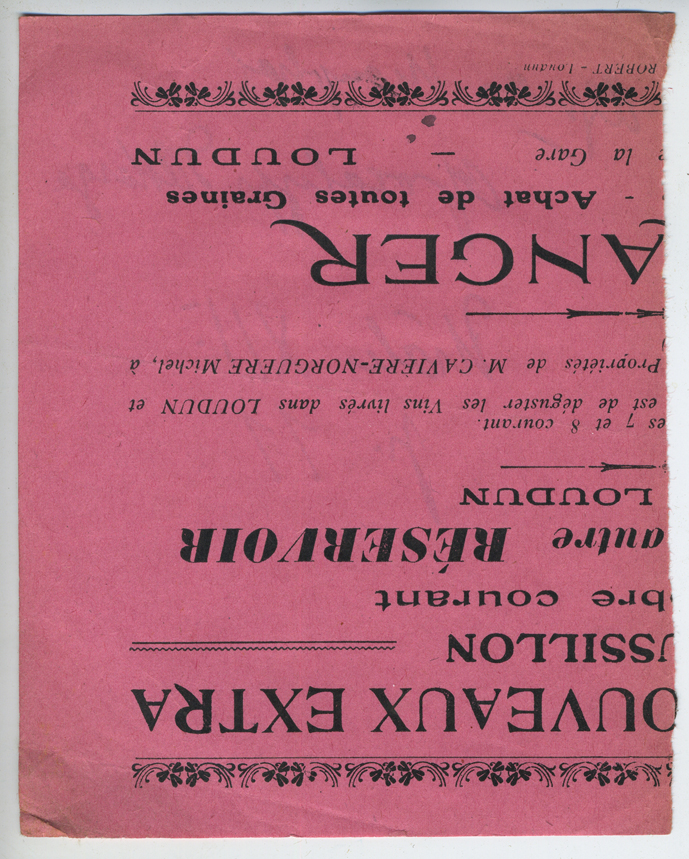 OUVEAUX EXTRA
USSILLON
bre courant
autre RÉSERVOIR
LOUDUN
es 7 et 8 courant.
est de déguster les Vins livrés dans LOUDUN et
Propriétés de M. CAVIÈRE-NORGUERE Michel, à
ANGER
- Achat de toutes Graines
e la Gare — LOUDUN
ROBERT - Louann